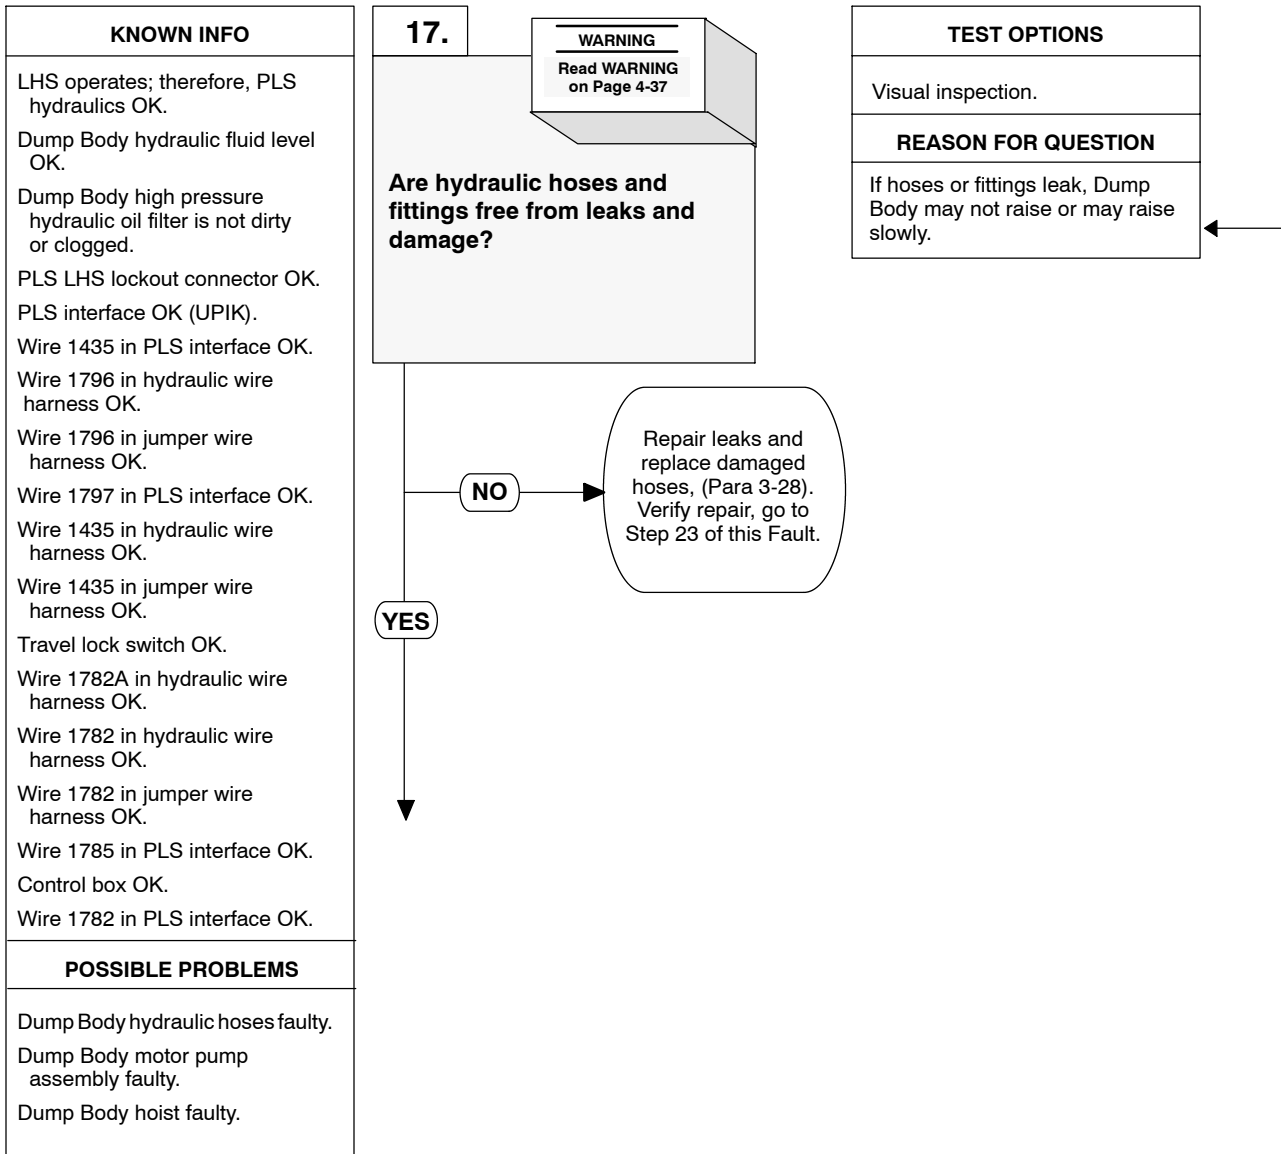 KNOWN INFO
LHS operates; therefore, PLS
hydraulics OK.
Dump Body hydraulic fluid level
OK.
Dump Body high pressure
hydraulic oil filter is not dirty
or clogged.
PLS LHS lockout connector OK.
PLS interface OK (UPIK).
Wire 1435 in PLS interface OK.
Wire 1796 in hydraulic wire
harness OK.
Wire 1796 in jumper wire
harness OK.
Wire 1797 in PLS interface OK.
Wire 1435 in hydraulic wire
harness OK.
Wire 1435 in jumper wire
harness OK.
Travel lock switch OK.
Wire 1782A in hydraulic wire
harness OK.
Wire 1782 in hydraulic wire
harness OK.
Wire 1782 in jumper wire
harness OK.
Wire 1785 in PLS interface OK.
Control box OK.
Wire 1782 in PLS interface OK.
POSSIBLE PROBLEMS
Dump Body hydraulic hoses faulty.
Dump Body motor pump
assembly faulty.
Dump Body hoist faulty.
17.
WARNING
Read WARNING
on Page 4-37
Are hydraulic hoses and
fittings free from leaks and
damage?
NO
Repair leaks and
replace damaged
hoses, (Para 3-28).
Verify repair, go to
Step 23 of this Fault.
YES
TEST OPTIONS
Visual inspection.
REASON FOR QUESTION
If hoses or fittings leak, Dump
Body may not raise or may raise
slowly.